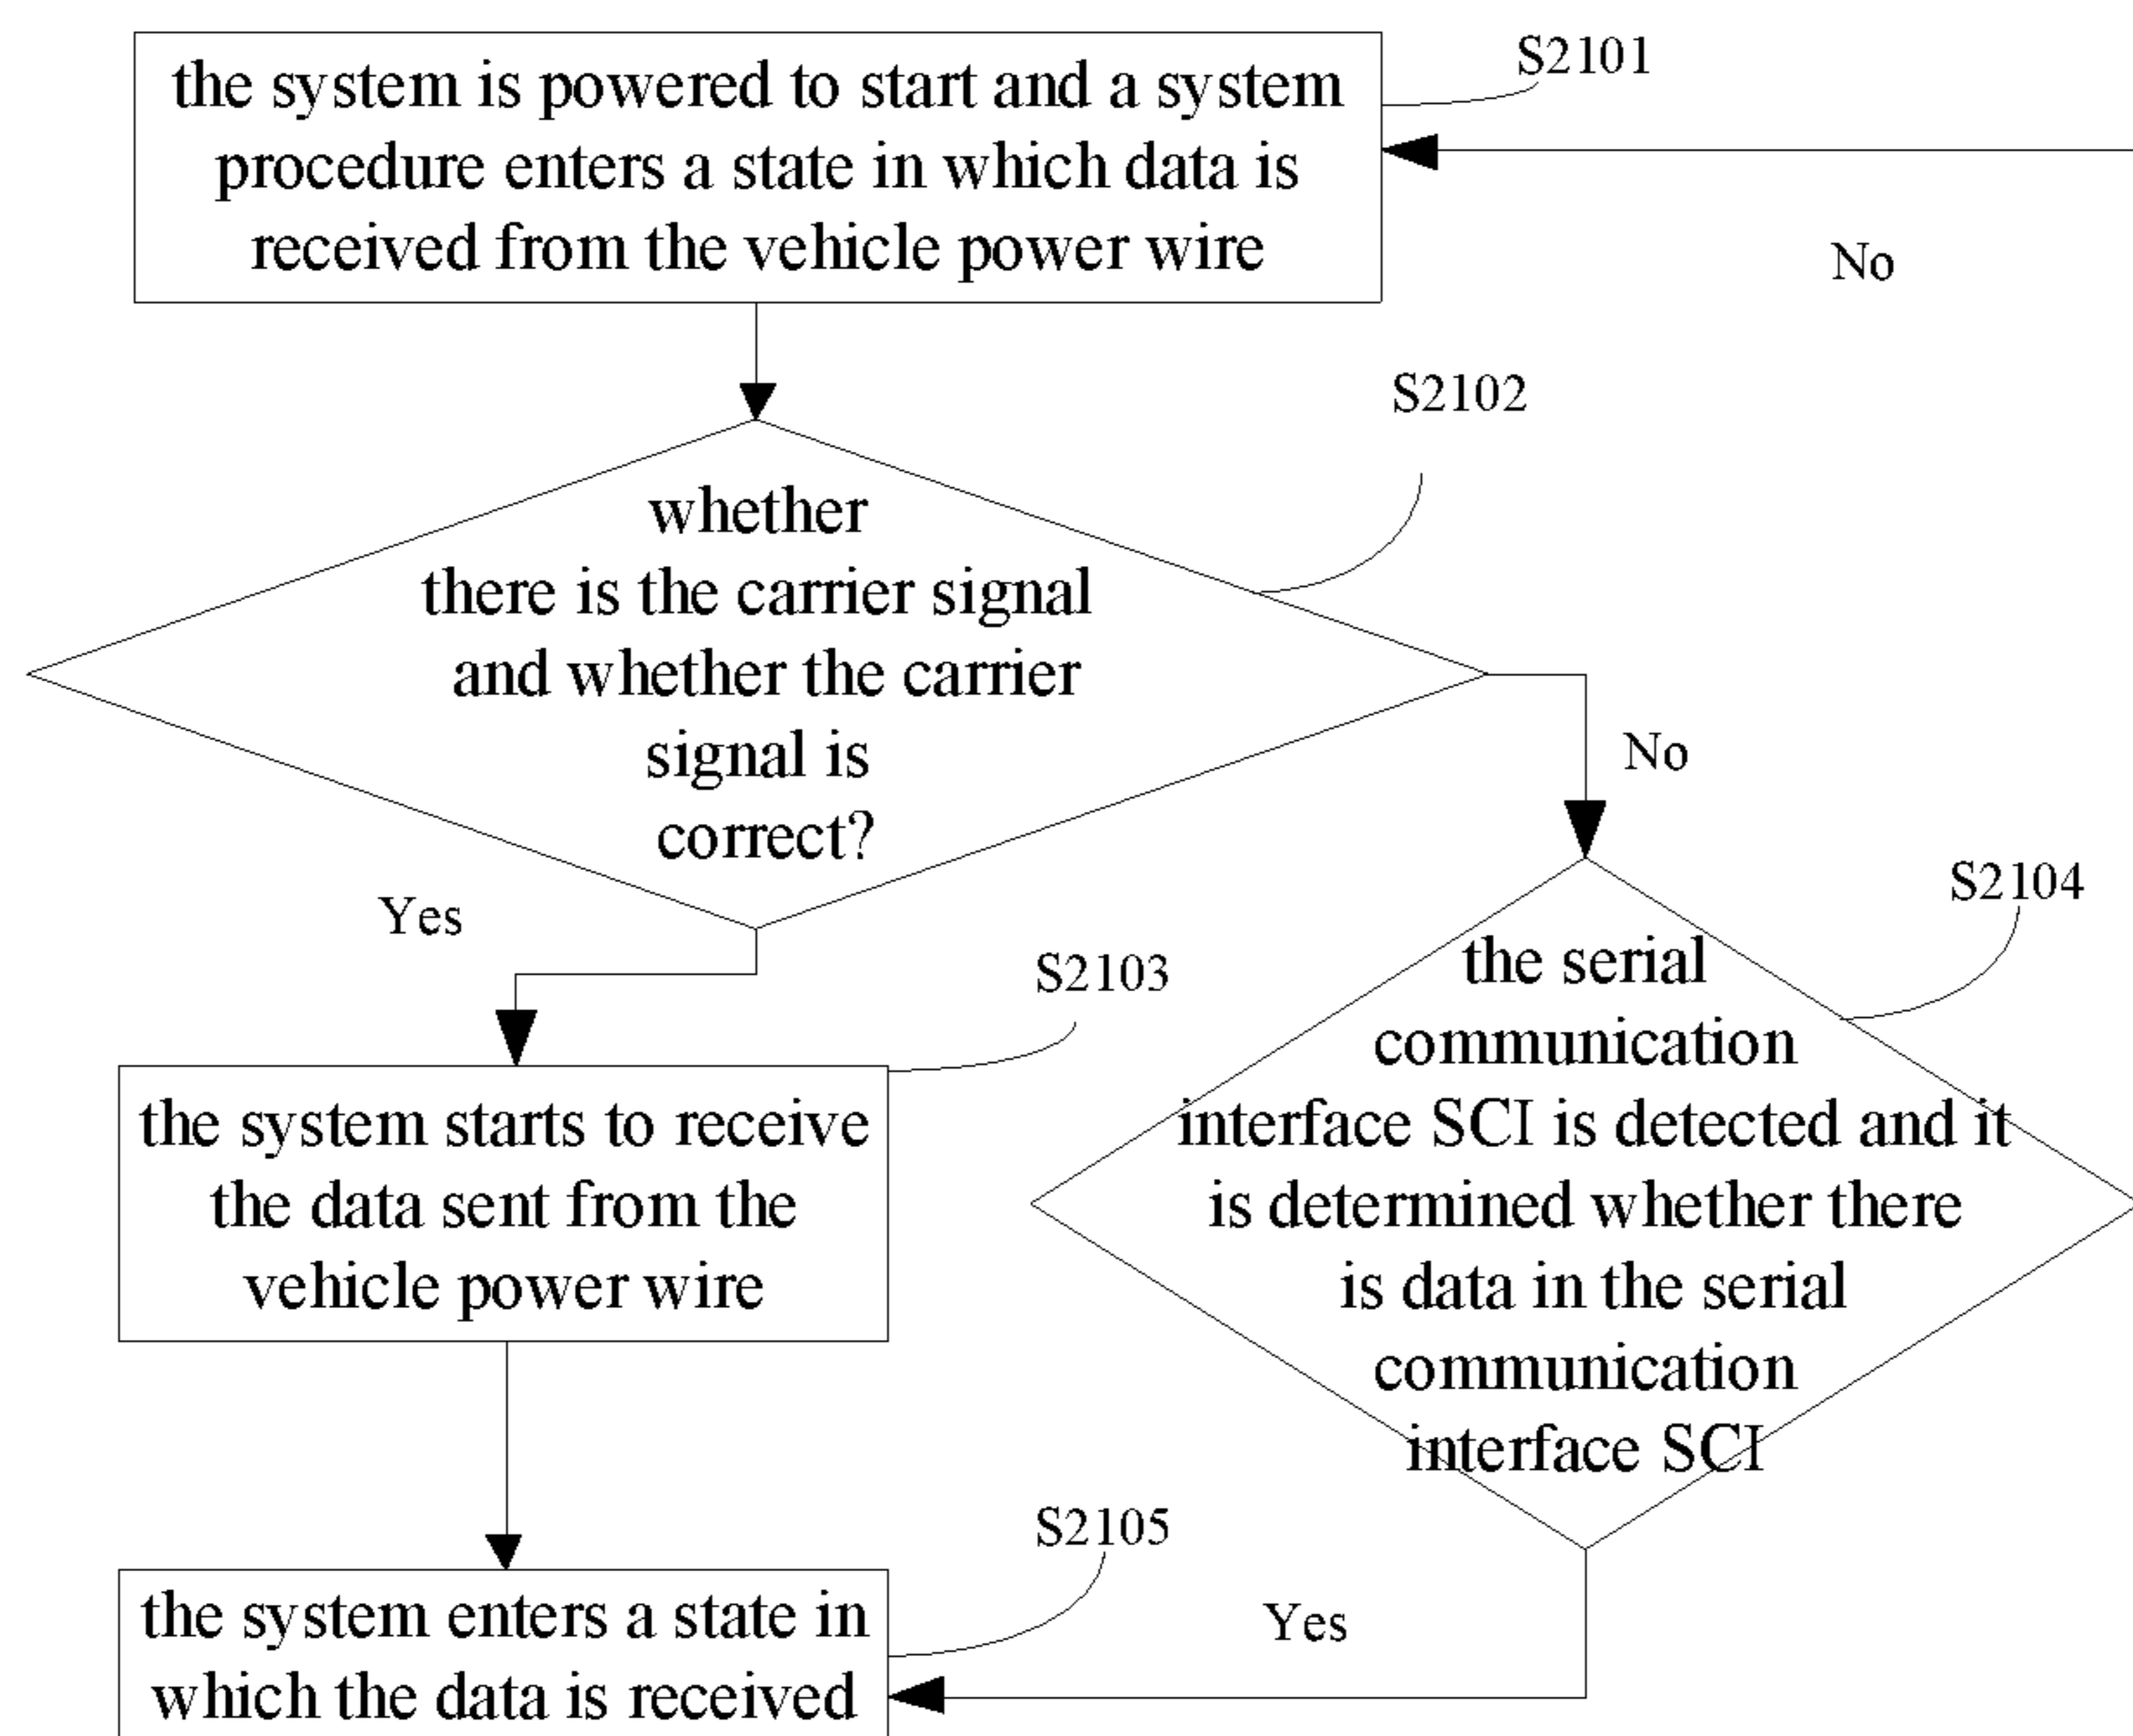 S2101
the system is powered to start and a system
procedure enters a state in which data is
received from the vehicle power wire
No
S2102
whether
there is the carrier signal
and whether the carrier
signal is
correct?
No
Yes
S2103
S2104
the system starts to receive
the data sent from the
vehicle power wire
the serial
communication
interface SCI is detected and it
is determined whether there
is data in the serial
communication
interface SCI
S2105
Yes
the system enters a state in
which the data is received